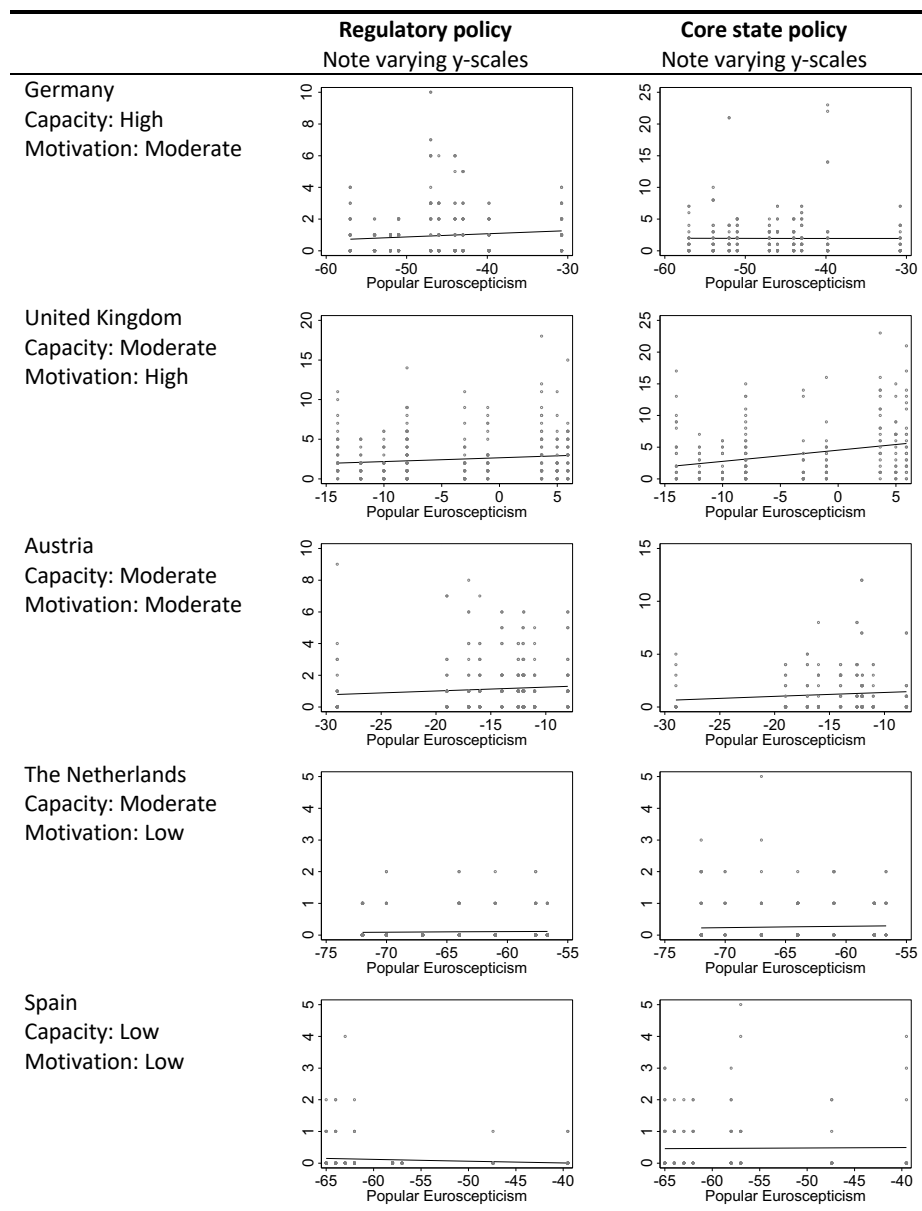 Regulatory policy Core state policy
Note varying y-scales Note varying y-scales
Germany
Capacity: High
Motivation: Moderate
10
8
6
4
2
0
-60 -50 -40 -30
Popular Euroscepticism
25
20
15
10
5
0
-60 -50 -40 -30
Popular Euroscepticism
United Kingdom
Capacity: Moderate
Motivation: High
20
15
10
5
0
-15 -10 -5 0 5
Popular Euroscepticism
25
20
15
10
5
0
-15 -10 -5 0 5
Popular Euroscepticism
Austria
Capacity: Moderate
Motivation: Moderate
10
8
6
4
2
0
-30 -25 -20 -15 -10
Popular Euroscepticism
15
10
5
0
-30 -25 -20 -15 -10
Popular Euroscepticism
The Netherlands
Capacity: Moderate
Motivation: Low
5
4
3
2
1
0
-75 -70 -65 -60 -55
Popular Euroscepticism
5
4
3
2
1
0
-75 -70 -65 -60 -55
Popular Euroscepticism
Spain
Capacity: Low
Motivation: Low
5
4
3
2
1
0
-65 -60 -55 -50 -45 -40
Popular Euroscepticism
5
4
3
2
1
0
-65 -60 -55 -50 -45 -40
Popular Euroscepticism